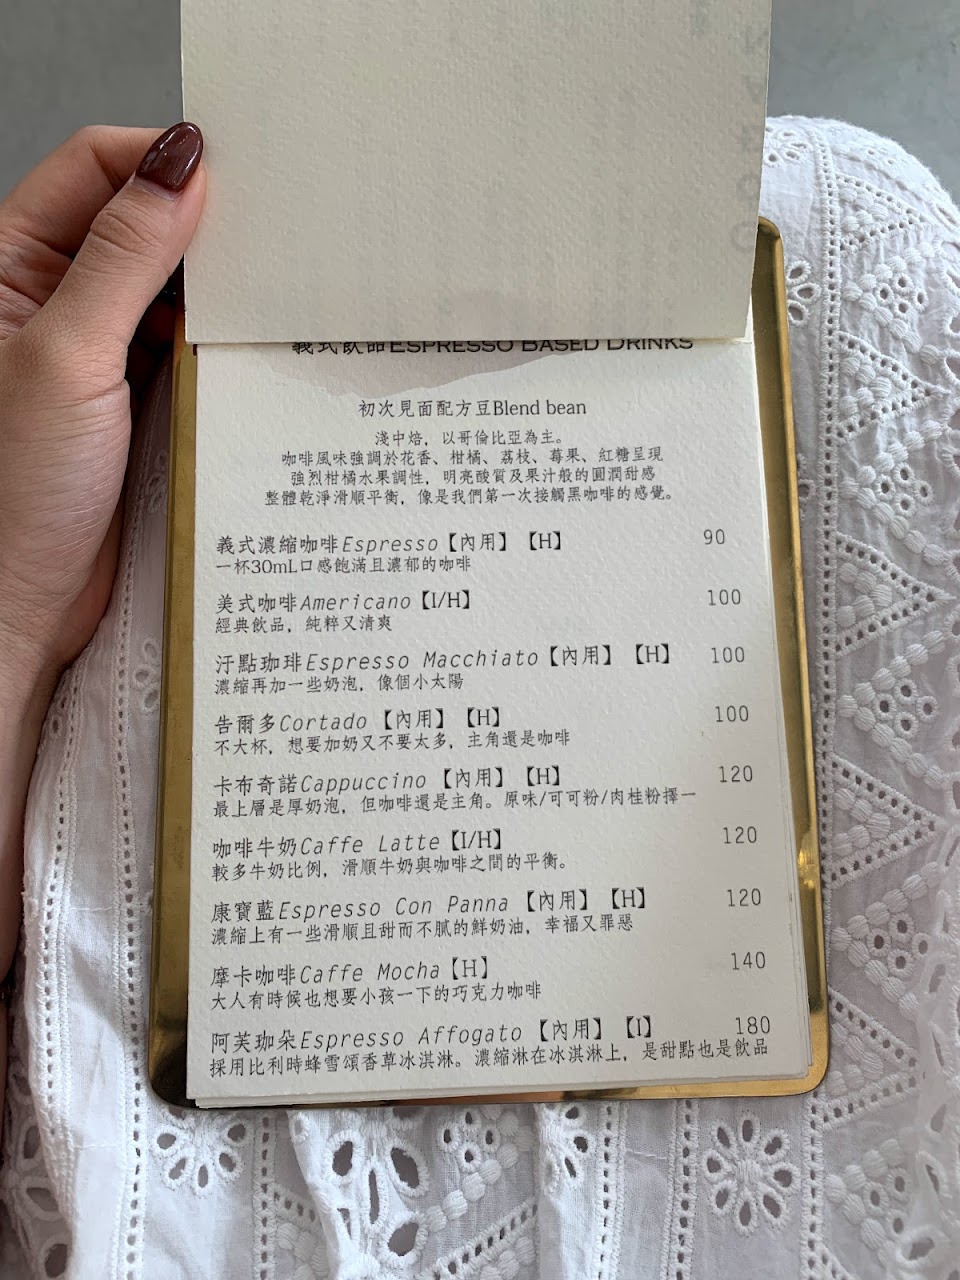 義式飲品ESPRESSO BASED DRINKS
初次見面配方豆Blend bean
淺中焙，以哥倫比亞為主。
咖啡風味強調於花香、柑橘、荔枝、莓果、紅糖呈現
強烈柑橘水果調性，明亮酸質及果汁般的圓潤甜感
整體乾淨滑順平衡，像是我們第一次接觸黑咖啡的感覺。
義式濃縮咖啡Espresso【內用】【H】 90
一杯30mL口感飽滿且濃郁的咖啡
美式咖啡Americano【I/H】 100
經典飲品，純粹又清爽
汙點珈琲Espresso Macchiato【內用】【H】 100
濃縮再加一些奶泡，像個小太陽
告爾多Cortado【內用】【H】 100
不大杯，想要加奶又不要太多，主角還是咖啡
卡布奇諾Cappuccino【內用】【H】 120
最上層是厚奶泡，但咖啡還是主角。原味/可可粉/肉桂粉擇一
咖啡牛奶Caffe Latte【I/H】 120
較多牛奶比例，滑順牛奶與咖啡之間的平衡。
康寶藍Espresso Con Panna【內用】【H】 120
濃縮上有一些滑順且甜而不膩的鮮奶油，幸福又罪惡
摩卡咖啡Caffe Mocha【H】 140
大人有時候也想要小孩一下的巧克力咖啡
阿芙珈朵Espresso Affogato【內用】【I】 180
採用比利時蜂雪頌香草冰淇淋。濃縮淋在冰淇淋上，是甜點也是飲品